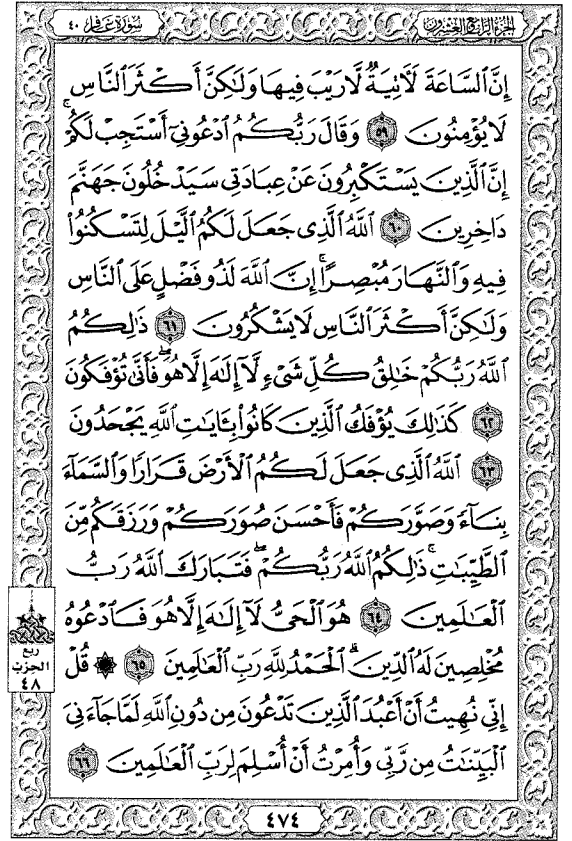 الجزء الرابع والعشرون
سورة غافر ٤٠
إِنَّ ٱلسَّاعَةَ لَـَٔاتِيَةٌ لَّا رَيْبَ فِيهَا وَلَـٰكِنَّ أَكْثَرَ ٱلنَّاسِ
لَا يُؤْمِنُونَ ٥٩ وَقَالَ رَبُّكُمُ ٱدْعُونِىٓ أَسْتَجِبْ لَكُمْ ۚ
إِنَّ ٱلَّذِينَ يَسْتَكْبِرُونَ عَنْ عِبَادَتِى سَيَدْخُلُونَ جَهَنَّمَ
دَاخِرِينَ ٦٠ ٱللَّهُ ٱلَّذِى جَعَلَ لَكُمُ ٱلَّيْلَ لِتَسْكُنُوا۟
فِيهِ وَٱلنَّهَارَ مُبْصِرًا ۚ إِنَّ ٱللَّهَ لَذُو فَضْلٍ عَلَى ٱلنَّاسِ
وَلَـٰكِنَّ أَكْثَرَ ٱلنَّاسِ لَا يَشْكُرُونَ ٦١ ذَٰلِكُمُ
ٱللَّهُ رَبُّكُمْ خَـٰلِقُ كُلِّ شَىْءٍ لَّآ إِلَـٰهَ إِلَّا هُوَ ۖ فَأَنَّىٰ تُؤْفَكُونَ
٦٢ كَذَٰلِكَ يُؤْفَكُ ٱلَّذِينَ كَانُوا۟ بِـَٔايَـٰتِ ٱللَّهِ يَجْحَدُونَ
٦٣ ٱللَّهُ ٱلَّذِى جَعَلَ لَكُمُ ٱلْأَرْضَ قَرَارًا وَٱلسَّمَآءَ
بِنَآءً وَصَوَّرَكُمْ فَأَحْسَنَ صُوَرَكُمْ وَرَزَقَكُم مِّنَ
ٱلطَّيِّبَـٰتِ ۚ ذَٰلِكُمُ ٱللَّهُ رَبُّكُمْ ۖ فَتَبَارَكَ ٱللَّهُ رَبُّ
ٱلْعَـٰلَمِينَ ٦٤ هُوَ ٱلْحَىُّ لَآ إِلَـٰهَ إِلَّا هُوَ فَٱدْعُوهُ
مُخْلِصِينَ لَهُ ٱلدِّينَ ۗ ٱلْحَمْدُ لِلَّهِ رَبِّ ٱلْعَـٰلَمِينَ ٦٥ ۞ قُلْ
إِنِّى نُهِيتُ أَنْ أَعْبُدَ ٱلَّذِينَ تَدْعُونَ مِن دُونِ ٱللَّهِ لَمَّا جَآءَنِىَ
ٱلْبَيِّنَـٰتُ مِن رَّبِّى وَأُمِرْتُ أَنْ أُسْلِمَ لِرَبِّ ٱلْعَـٰلَمِينَ ٦٦
ربع
الحزب
٤٨
٤٧٤